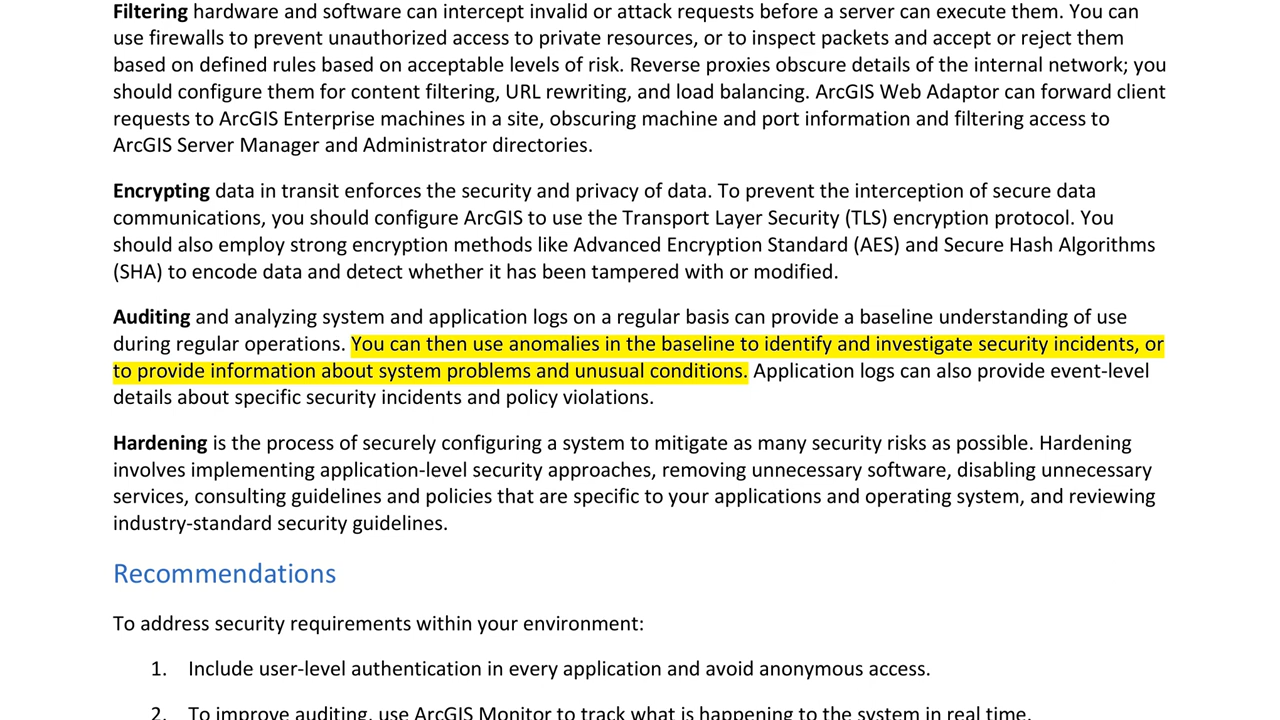 Filtering hardware and software can intercept invalid or attack requests before a server can execute them. You can
use firewalls to prevent unauthorized access to private resources, or to inspect packets and accept or reject them
based on defined rules based on acceptable levels of risk. Reverse proxies obscure details of the internal network; you
should configure them for content filtering, URL rewriting, and load balancing. ArcGIS Web Adaptor can forward client
requests to ArcGIS Enterprise machines in a site, obscuring machine and port information and filtering access to
ArcGIS Server Manager and Administrator directories.
Encrypting data in transit enforces the security and privacy of data. To prevent the interception of secure data
communications, you should configure ArcGIS to use the Transport Layer Security (TLS) encryption protocol. You
should also employ strong encryption methods like Advanced Encryption Standard (AES) and Secure Hash Algorithms
(SHA) to encode data and detect whether it has been tampered with or modified.
Auditing and analyzing system and application logs on a regular basis can provide a baseline understanding of use
during regular operations. You can then use anomalies in the baseline to identify and investigate security incidents, or
to provide information about system problems and unusual conditions. Application logs can also provide event-level
details about specific security incidents and policy violations.
Hardening is the process of securely configuring a system to mitigate as many security risks as possible. Hardening
involves implementing application-level security approaches, removing unnecessary software, disabling unnecessary
services, consulting guidelines and policies that are specific to your applications and operating system, and reviewing
industry-standard security guidelines.
Recommendations
To address security requirements within your environment:
1. Include user-level authentication in every application and avoid anonymous access.
2. To improve auditing, use ArcGIS Monitor to track what is happening to the system in real time.